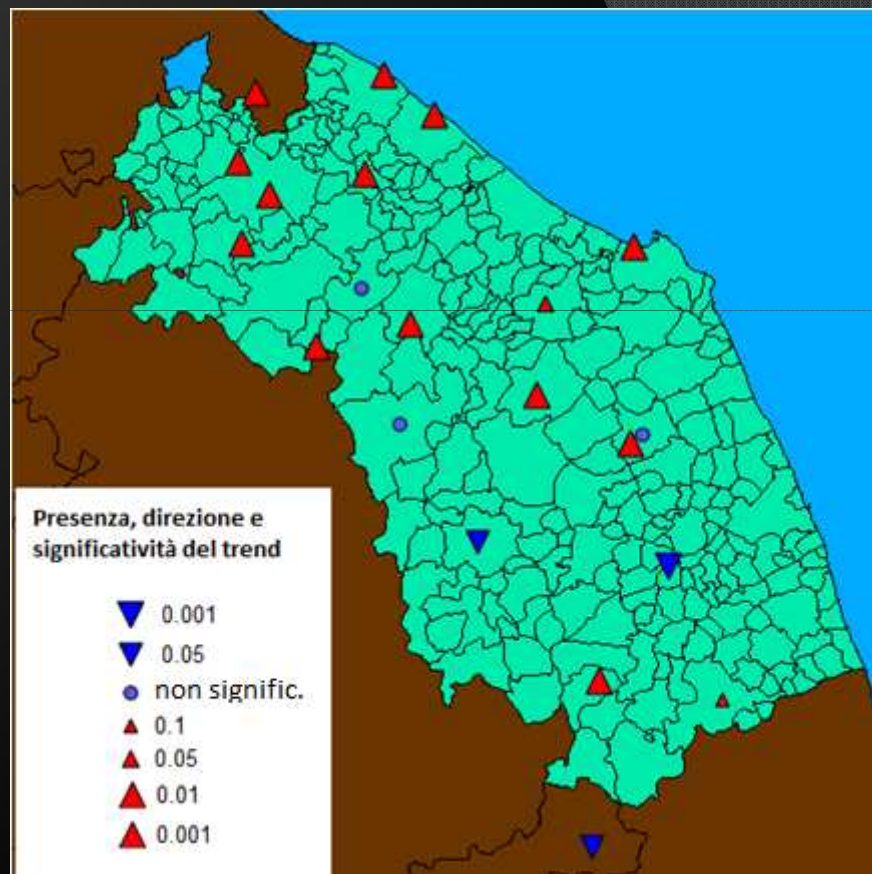 Presenza, direzione e
significatività del trend
0.001
0.05
non signific.
0.1
0.05
0.01
0.001